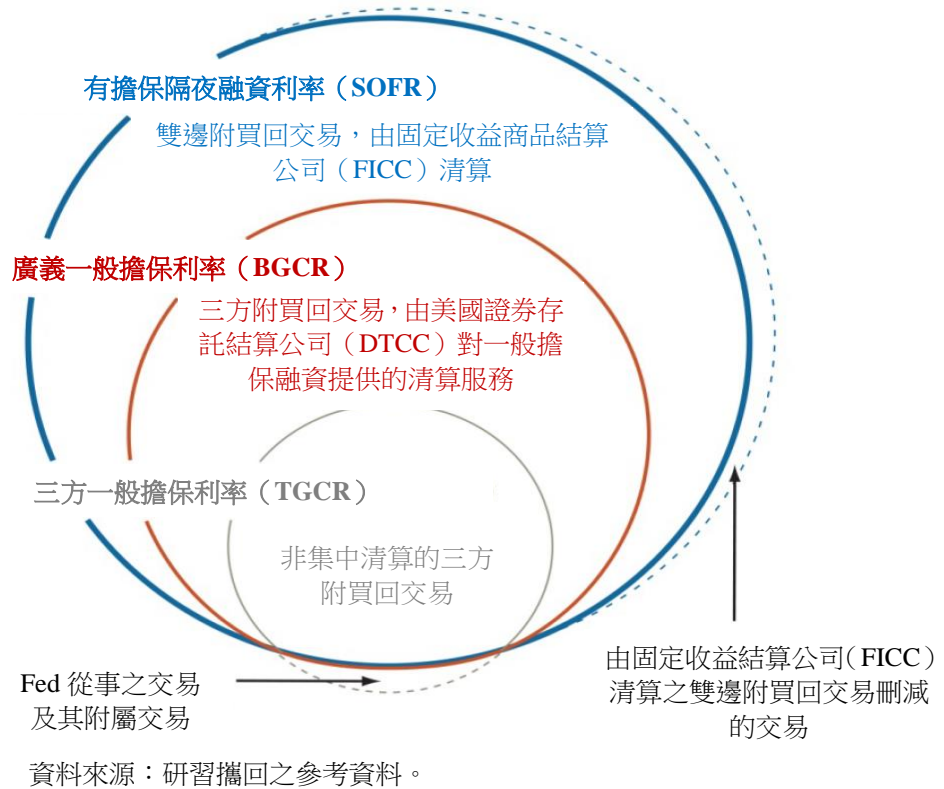 有擔保隔夜融資利率（SOFR）
雙邊附買回交易，由固定收益商品結算
公司（FICC）清算
廣義一般擔保利率（BGCR）
三方附買回交易，由美國證券存
託結算公司（DTCC）對一般擔
保融資提供的清算服務
三方一般擔保利率（TGCR）
非集中清算的三方
附買回交易
Fed 從事之交易
及其附屬交易
由固定收益結算公司（FICC）
清算之雙邊附買回交易刪減
的交易
資料來源：研習攜回之參考資料。